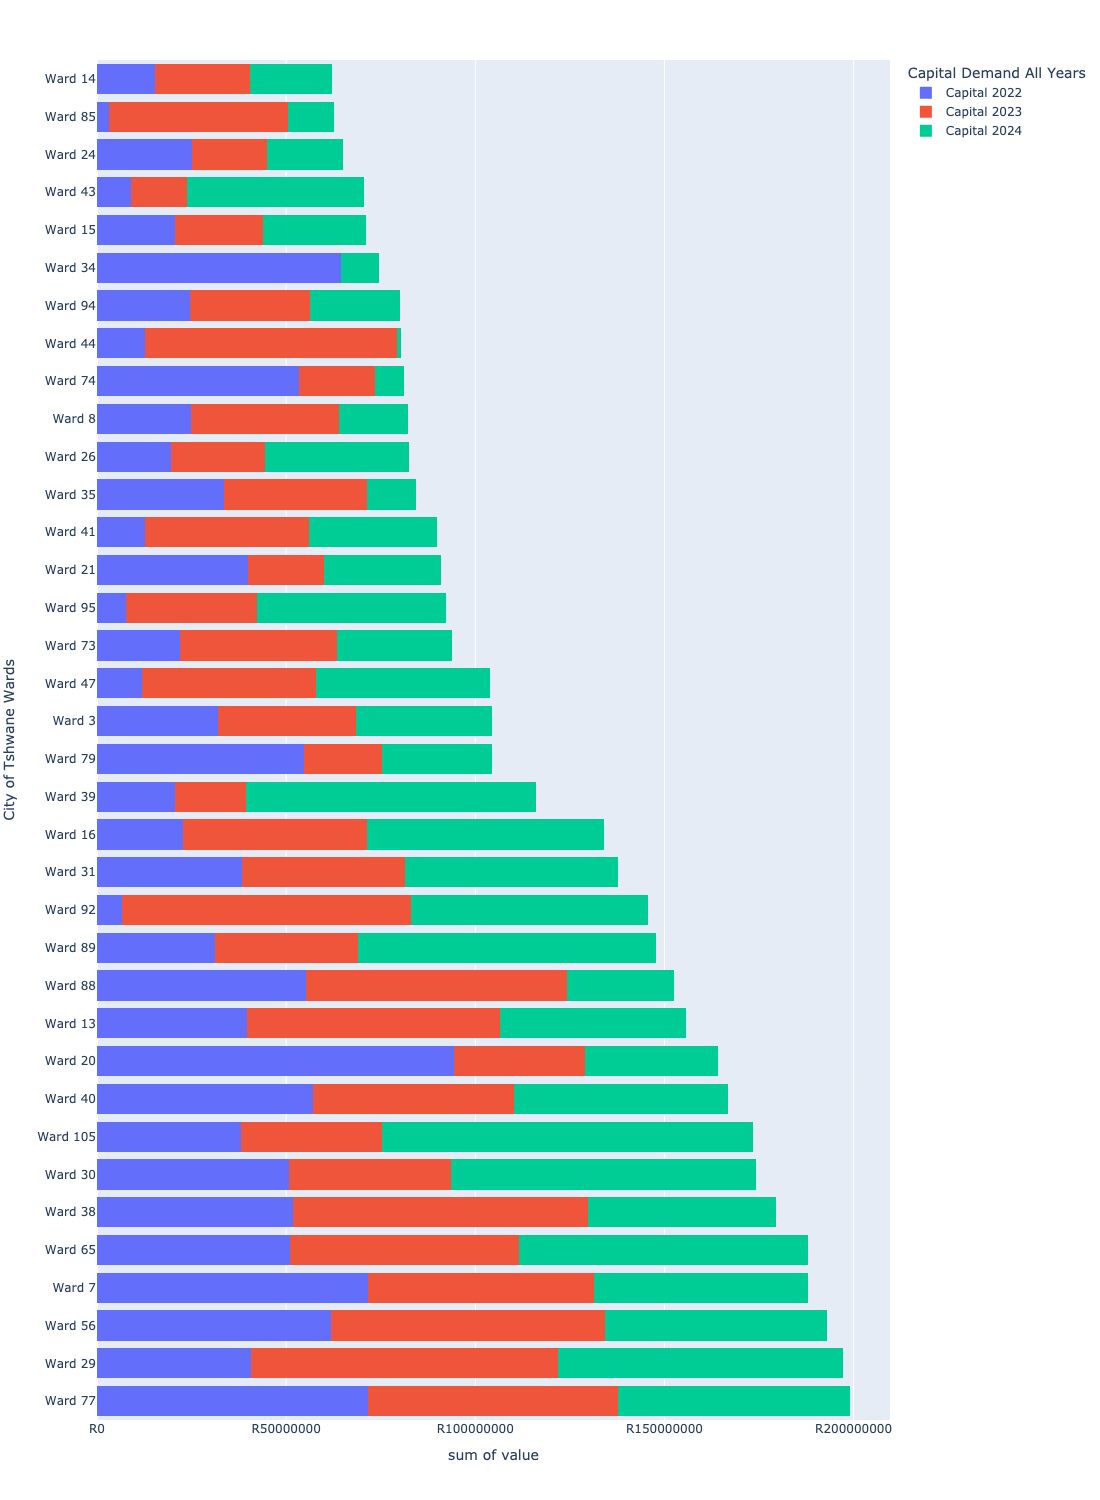 Capital Demand All Years
Capital 2022
Capital 2023
Capital 2024
City of Tshwane Wards
Ward 14
Ward 85
Ward 24
Ward 43
Ward 15
Ward 34
Ward 94
Ward 44
Ward 74
Ward 8
Ward 26
Ward 35
Ward 41
Ward 21
Ward 95
Ward 73
Ward 47
Ward 3
Ward 79
Ward 39
Ward 16
Ward 31
Ward 92
Ward 89
Ward 88
Ward 13
Ward 20
Ward 40
Ward 105
Ward 30
Ward 38
Ward 65
Ward 7
Ward 56
Ward 29
Ward 77
R0 R50000000 R100000000 R150000000 R200000000
sum of value